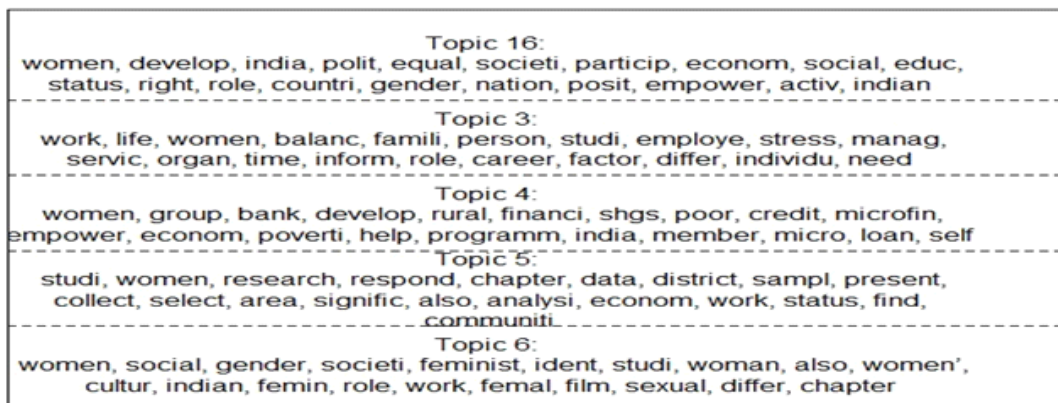 Topic 16:
women, develop, india, polit, equal, societi, particip, econom, social, educ,
status, right, role, countri, gender, nation, posit, empower, activ, indian
Topic 3:
work, life, women, balanc, famili, person, studi, employe, stress, manag,
servic, organ, time, inform, role, career, factor, differ, individu, need
Topic 4:
women, group, bank, develop, rural, financi, shgs, poor, credit, microfin,
empower, econom, poverti, help, programm, india, member, micro, loan, self
Topic 5:
studi, women, research, respond, chapter, data, district, sampl, present,
collect, select, area, signific, also, analysi, econom, work, status, find,
communiti
Topic 6:
women, social, gender, societi, feminist, ident, studi, woman, also, women’,
cultur, indian, femin, role, work, femal, film, sexual, differ, chapter